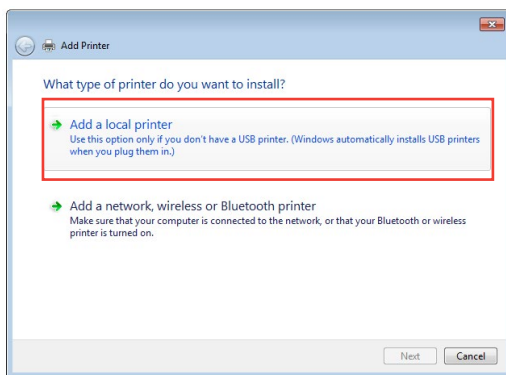 Add Printer
What type of printer do you want to install?
Add a local printer
Use this option only if you don't have a USB printer. (Windows automatically installs USB printers
when you plug them in.)
Add a network, wireless or Bluetooth printer
Make sure that your computer is connected to the network, or that your Bluetooth or wireless
printer is turned on.
Next Cancel